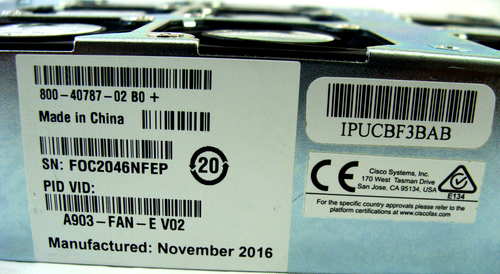 800-40787-02 B0 +
Made in China
SN: FOC2046NFEP
20
PID VID:
A903-FAN-E V02
Manufactured: November 2016
IPUCBF3BAB
CE
Cisco Systems, Inc.
170 West Tasman Drive
San Jose, CA 95134, USA
E134
For the specific country approvals please refer to the
platform certifications at www.ciscofax.com